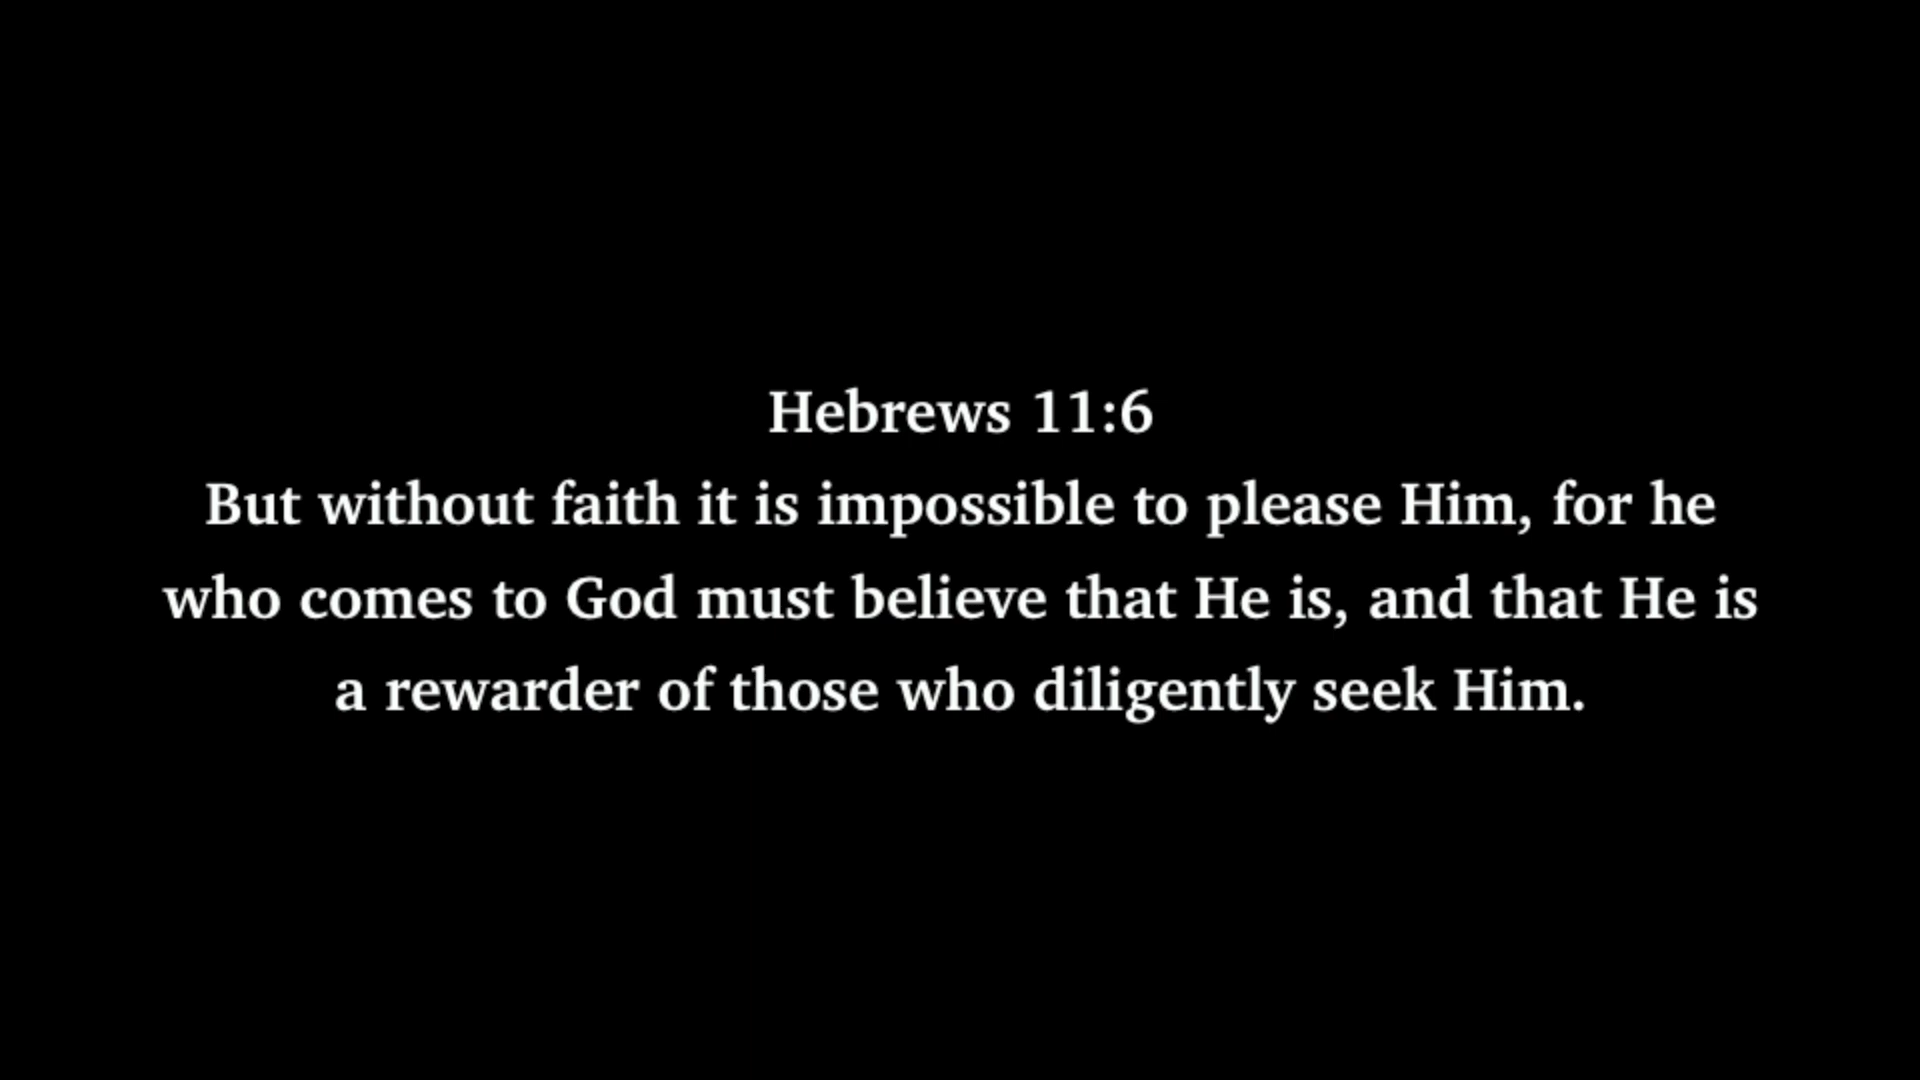 Hebrews 11:6
But without faith it is impossible to please Him, for he
who comes to God must believe that He is, and that He is
a rewarder of those who diligently seek Him.